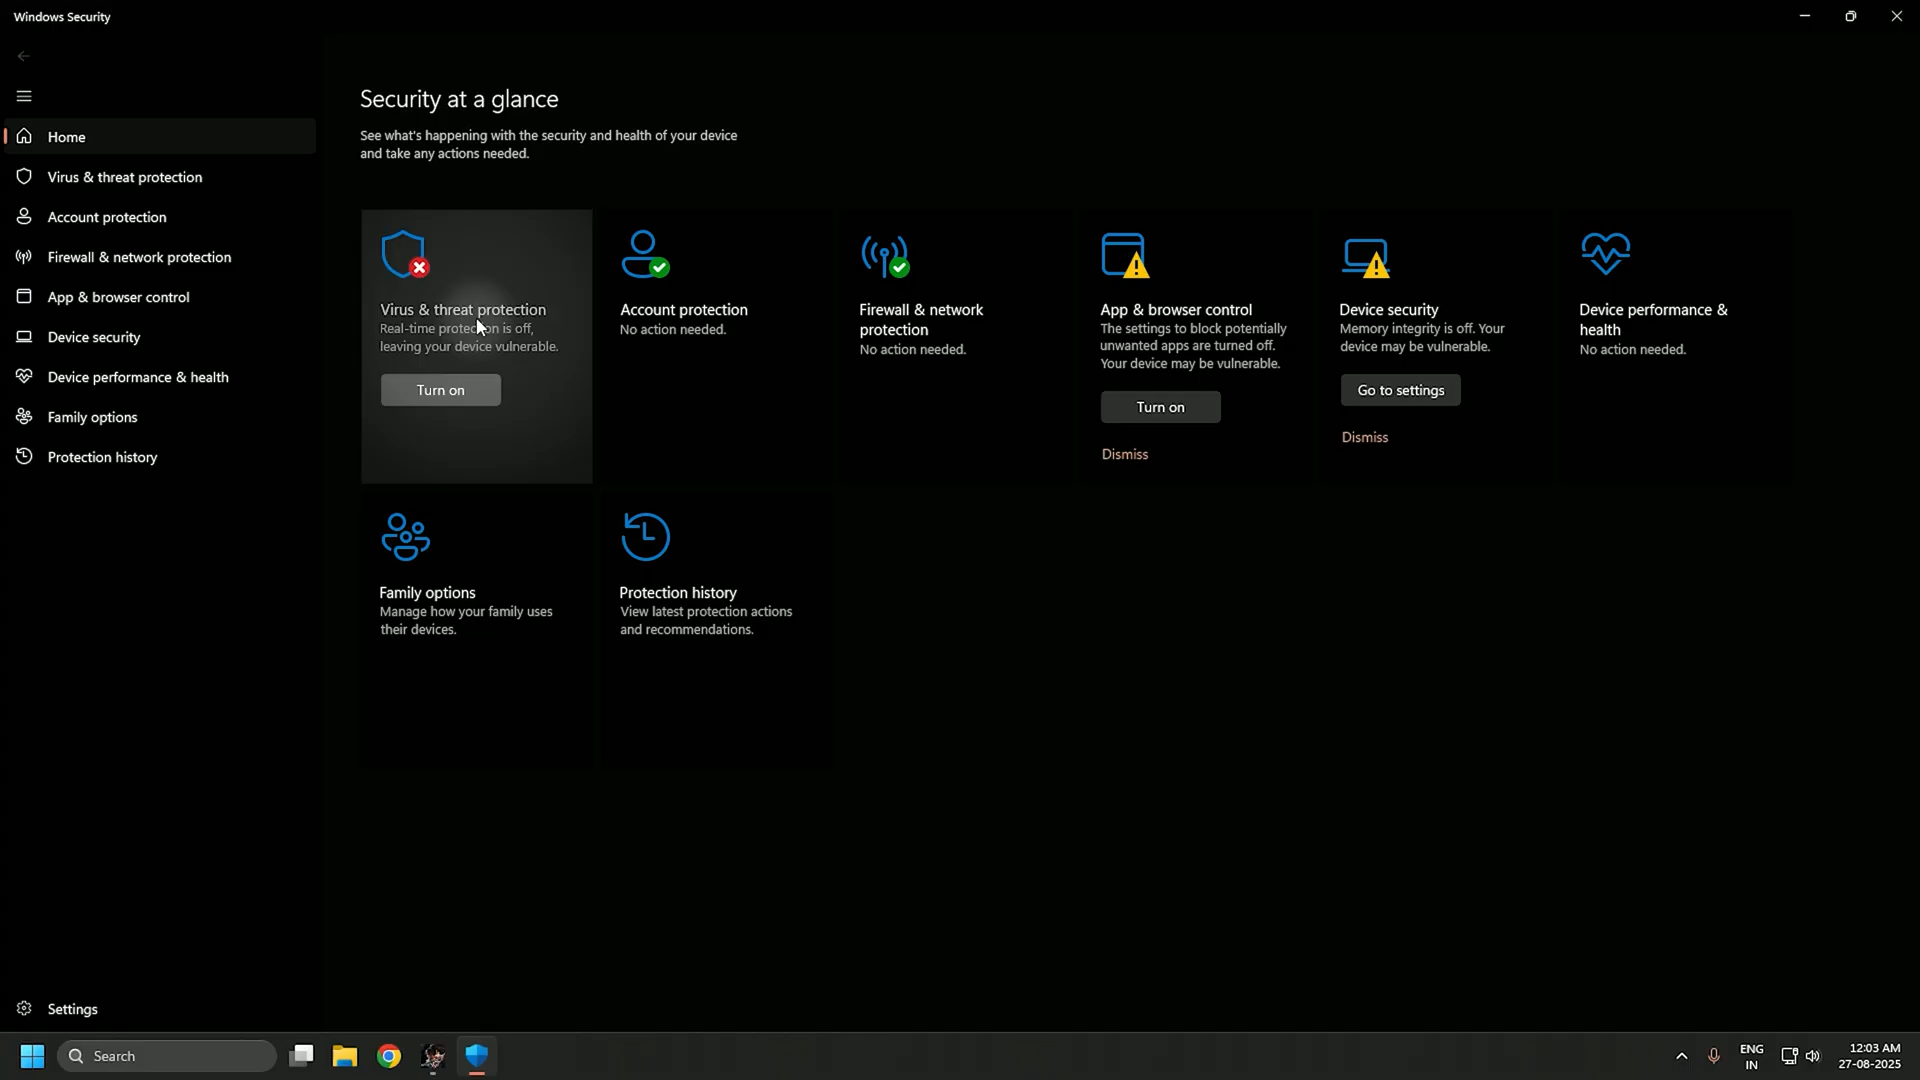 Windows Security
Home
Virus & threat protection
Account protection
Firewall & network protection
App & browser control
Device security
Device performance & health
Family options
Protection history
Settings
Security at a glance
See what's happening with the security and health of your device
and take any actions needed.
Virus & threat protection
Real-time protection is off,
leaving your device vulnerable.
Turn on
Account protection
No action needed.
Firewall & network
protection
No action needed.
App & browser control
The settings to block potentially
unwanted apps are turned off.
Your device may be vulnerable.
Turn on
Dismiss
Device security
Memory integrity is off. Your
device may be vulnerable.
Go to settings
Dismiss
Device performance &
health
No action needed.
Family options
Manage how your family uses
their devices.
Protection history
View latest protection actions
and recommendations.
Search
ENG
IN
12:03 AM
27-08-2025